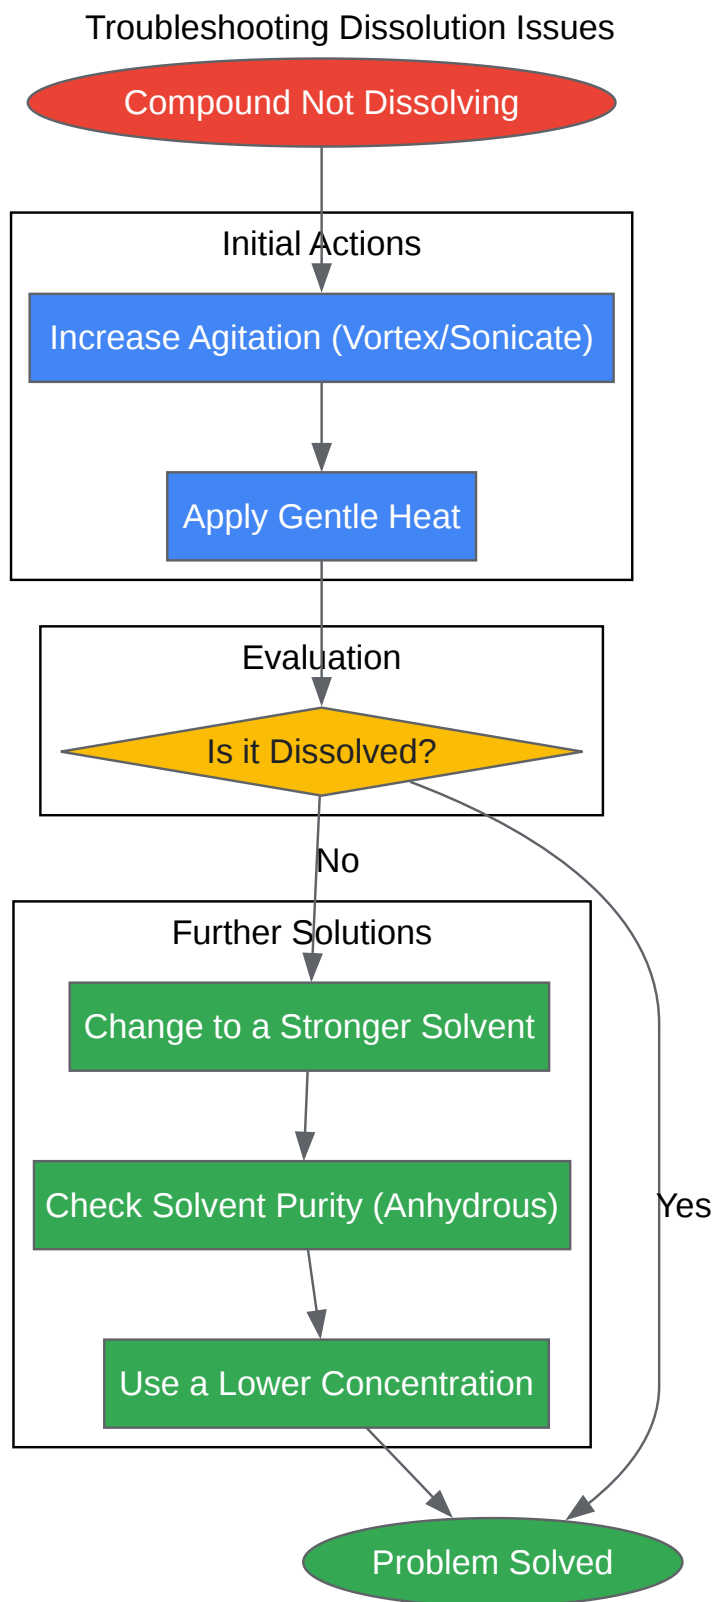 Troubleshooting Dissolution Issues
Compound Not Dissolving
Initial Actions
Increase Agitation (Vortex/Sonicate)
Apply Gentle Heat
Evaluation
Is it Dissolved?
No
Further Solutions
Change to a Stronger Solvent
Check Solvent Purity (Anhydrous)
Yes
Use a Lower Concentration
Problem Solved